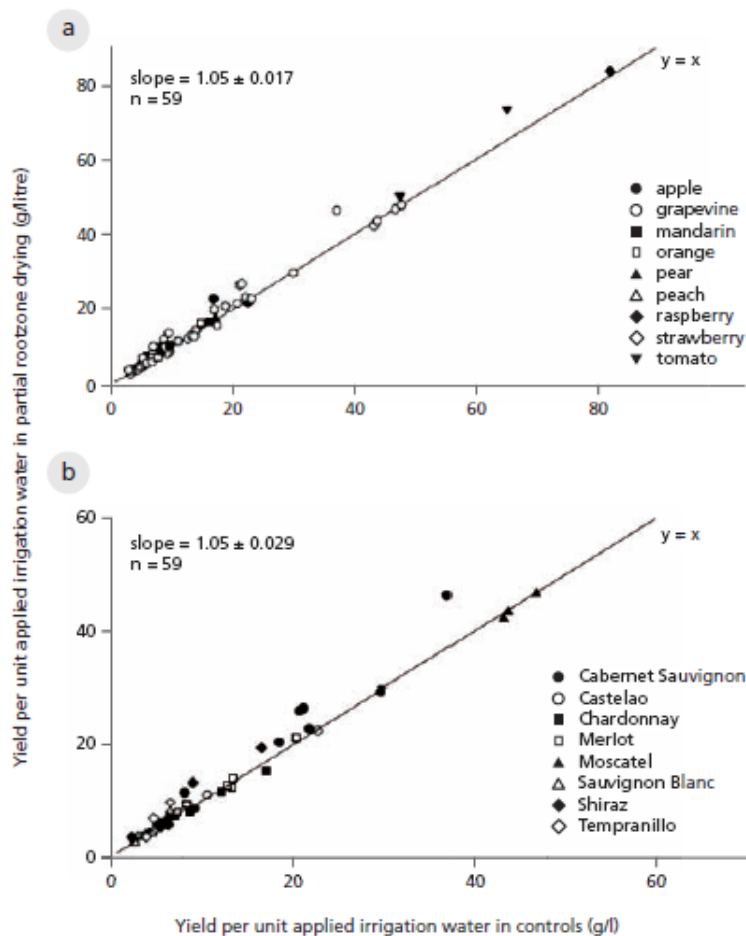 a
Yield per unit applied irrigation water in partial rootzone drying (g/litre)
slope = 1.05 ± 0.017
n = 59
y = x
80
60
40
20
0
apple
grapevine
mandarin
orange
pear
peach
raspberry
strawberry
tomato
0 20 40 60 80
b
slope = 1.05 ± 0.029
n = 59
y = x
60
40
20
0
Cabernet Sauvignon
Castelao
Chardonnay
Merlot
Moscatel
Sauvignon Blanc
Shiraz
Tempranillo
0 20 40 60
Yield per unit applied irrigation water in controls (g/l)